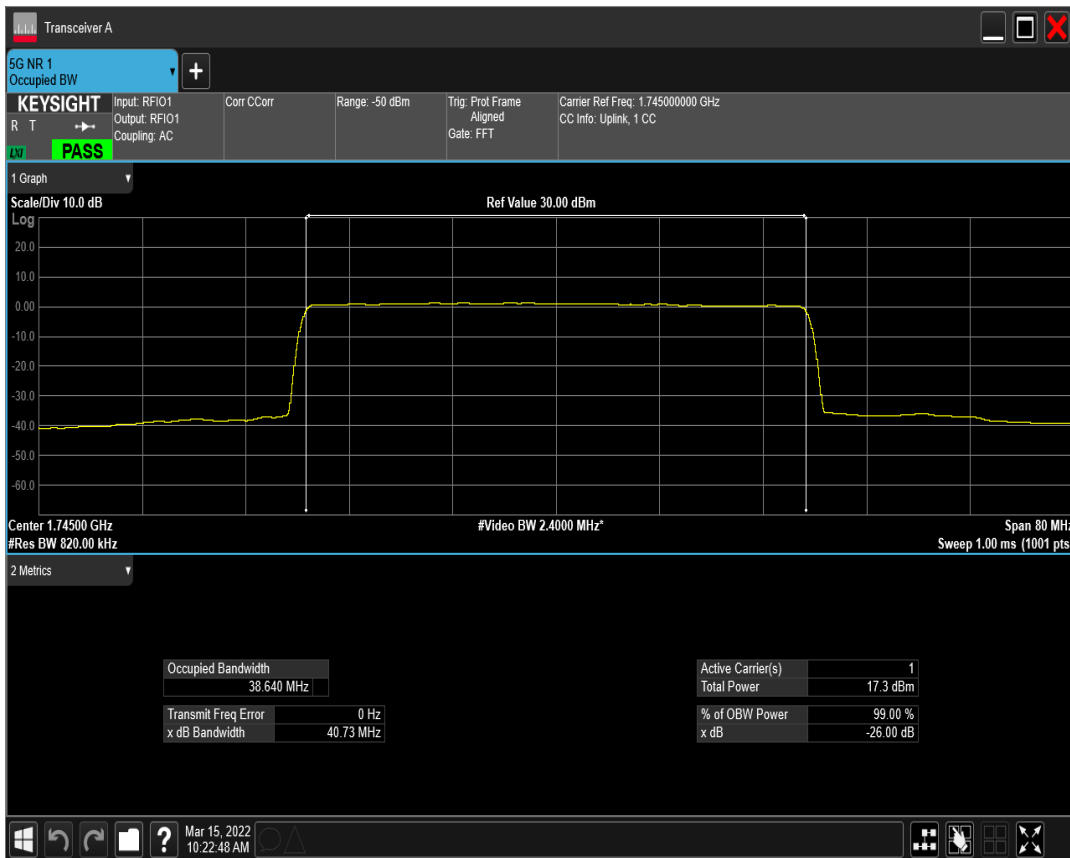 Transceiver A
5G NR 1
Occupied BW
+
KEYSIGHT
R T
LXI
PASS
Input: RFIO1
Output: RFIO1
Coupling: AC
Corr CCorr
Range: -50 dBm
Trig: Prot Frame
Aligned
Gate: FFT
Carrier Ref Freq: 1.745000000 GHz
CC Info: Uplink, 1 CC
1 Graph
Scale/Div 10.0 dB
Ref Value 30.00 dBm
Log
20.0
10.0
0.00
-10.0
-20.0
-30.0
-40.0
-50.0
-60.0
Center 1.74500 GHz
#Video BW 2.4000 MHz*
Span 80 MHz
#Res BW 820.00 kHz
Sweep 1.00 ms (1001 pts
2 Metrics
Occupied Bandwidth
38.640 MHz
Transmit Freq Error 0 Hz
x dB Bandwidth 40.73 MHz
Active Carrier(s) 1
Total Power 17.3 dBm
% of OBW Power 99.00 %
x dB -26.00 dB
?
Mar 15, 2022
10:22:48 AM